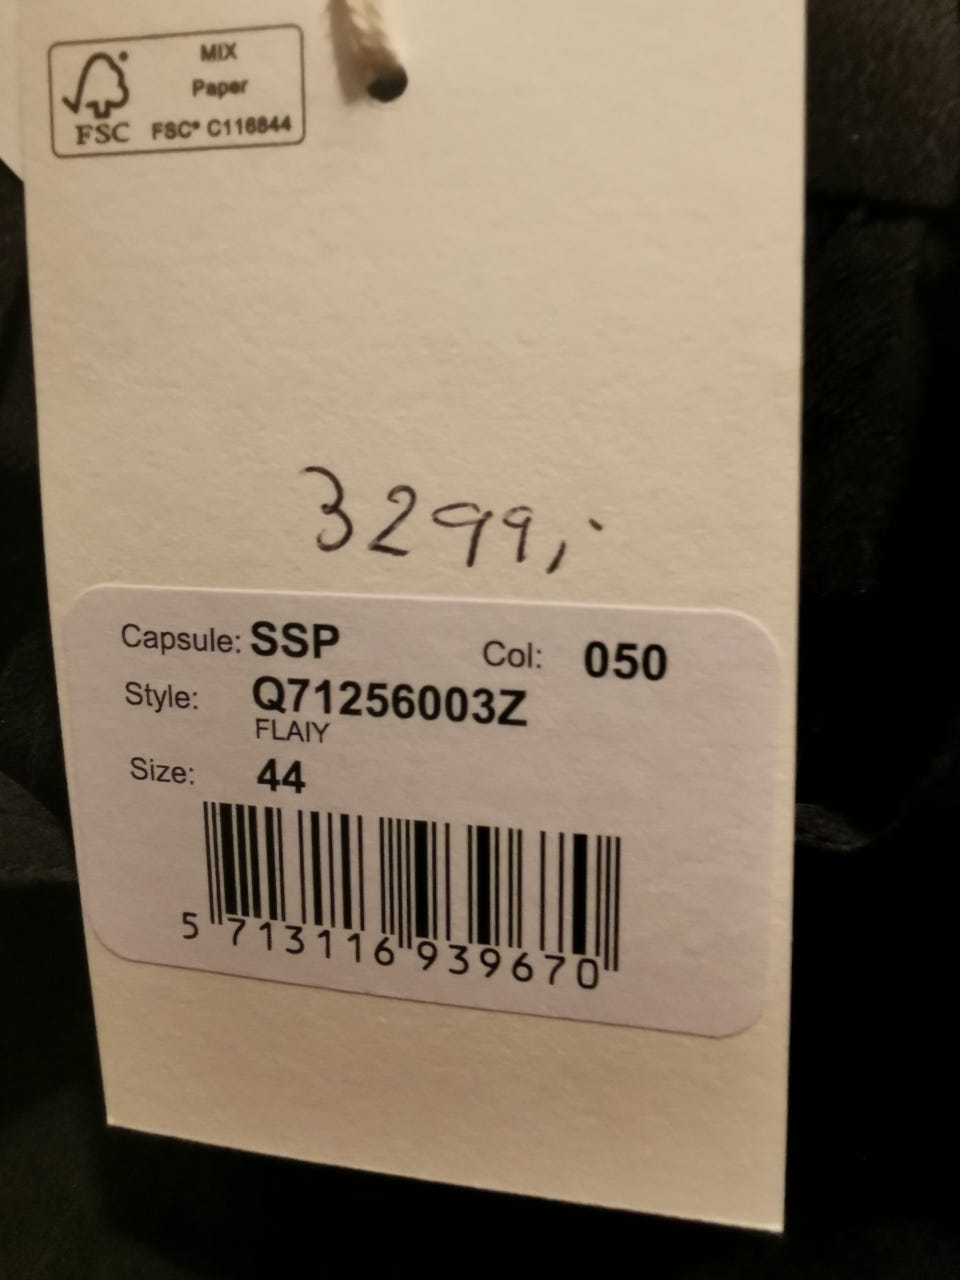 MIX
Paper
FSC FSC® C116844
3299,-
Capsule: SSP Col: 050
Style: Q71256003Z
FLAIY
Size: 44
5 713116 939670